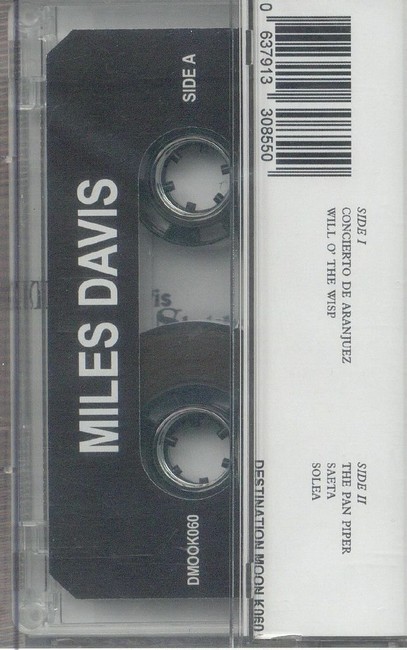 SIDE A
MILES DAVIS
DMOOK060
0 637913 308550
SIDE I
CONCIERTO DE ARANJUEZ
WILL O' THE WISP
SIDE II
THE PAN PIPER
SAETA
SOLEA
DESTINATION MOON K060